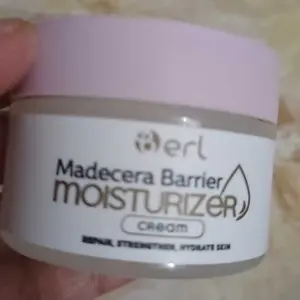 erl
Madecera Barrier
MOISTURIZER
CREAM
REPAIR, STRENGTHEN, HYDRATE SKIN